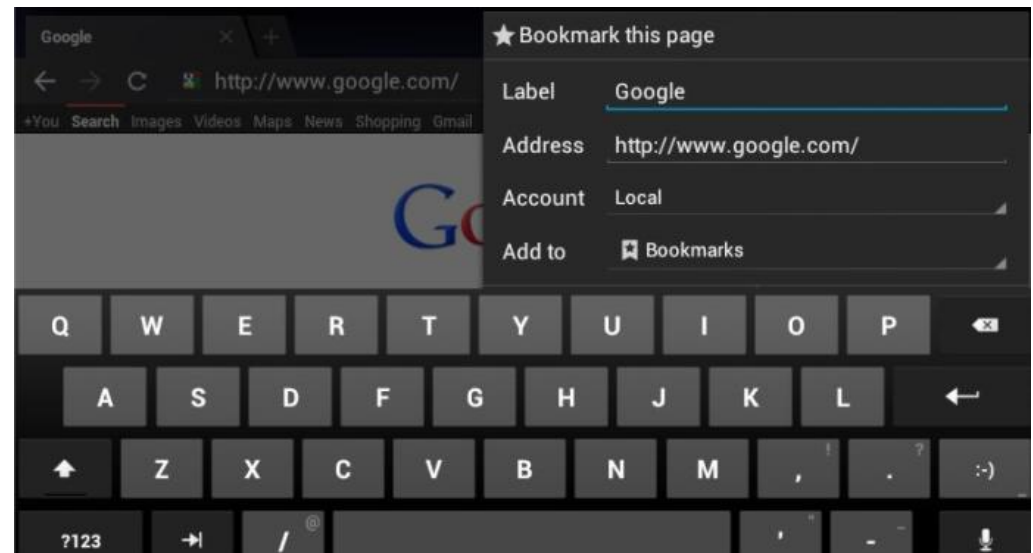 Google
http://www.google.com/
+You Search Images Videos Maps News Shopping Gmail
Go
Bookmark this page
Label Google
Address http://www.google.com/
Account Local
Add to Bookmarks
Q W E R T Y U I O P
A S D F G H J K L
Z X C V B N M , ! . ? :-)
?123 / @ ' " - _